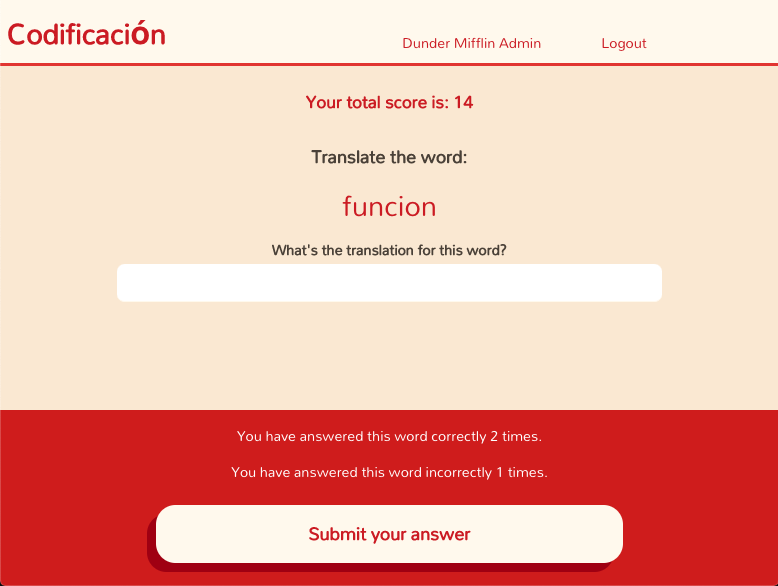 Codificación
Dunder Mifflin Admin
Logout
Your total score is: 14
Translate the word:
funcion
What's the translation for this word?
You have answered this word correctly 2 times.
You have answered this word incorrectly 1 times.
Submit your answer